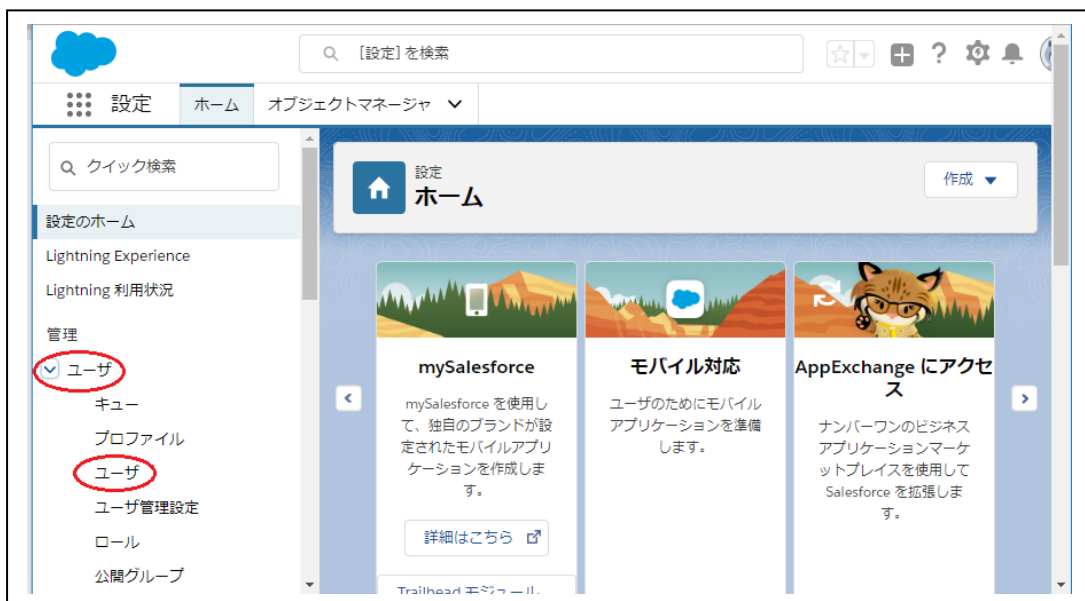 [設定] を検索
設定
ホーム
オブジェクトマネージャ
クイック検索
設定のホーム
Lightning Experience
Lightning 利用状況
管理
ユーザ
キュー
プロファイル
ユーザ
ユーザ管理設定
ロール
公開グループ
設定
ホーム
作成
mySalesforce
mySalesforce を使用し
て、独自のブランドが設
定されたモバイルアプリ
ケーションを作成しま
す。
詳細はこちら
Trailhead モジュール
モバイル対応
ユーザのためにモバイル
アプリケーションを準備
します。
AppExchange にアクセ
ス
ナンバーワンのビジネス
アプリケーションマーケ
ットプレイスを使用して
Salesforce を拡張しま
す。